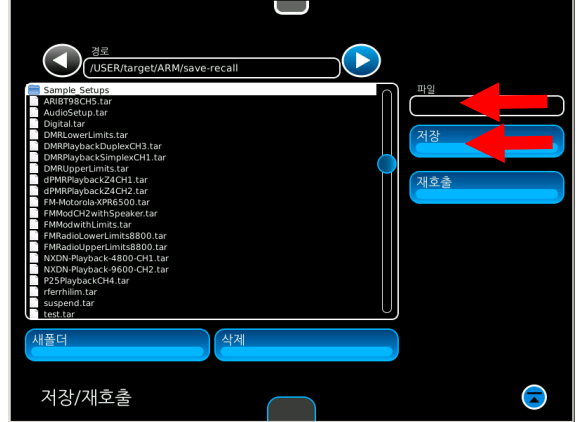 경로
/USER/target/ARM/save-recall
Sample_Setups
ARIBT98CH5.tar
AudioSetup.tar
Digital.tar
DMRLowerLimits.tar
DMRPlaybackDuplexCH3.tar
DMRPlaybackSimplexCH1.tar
DMRUpperLimits.tar
dPMRPlaybackZ4CH1.tar
dPMRPlaybackZ4CH2.tar
FM-Motorola-XPR6500.tar
FMModCH2withSpeaker.tar
FMModwithLimits.tar
FMRadioLowerLimits8800.tar
FMRadioUpperLimits8800.tar
NXDN-Playback-4800-CH1.tar
NXDN-Playback-9600-CH2.tar
P25PlaybackCH4.tar
rferrhilim.tar
suspend.tar
test.tar
파일
저장
재호출
새폴더
삭제
저장/재호출